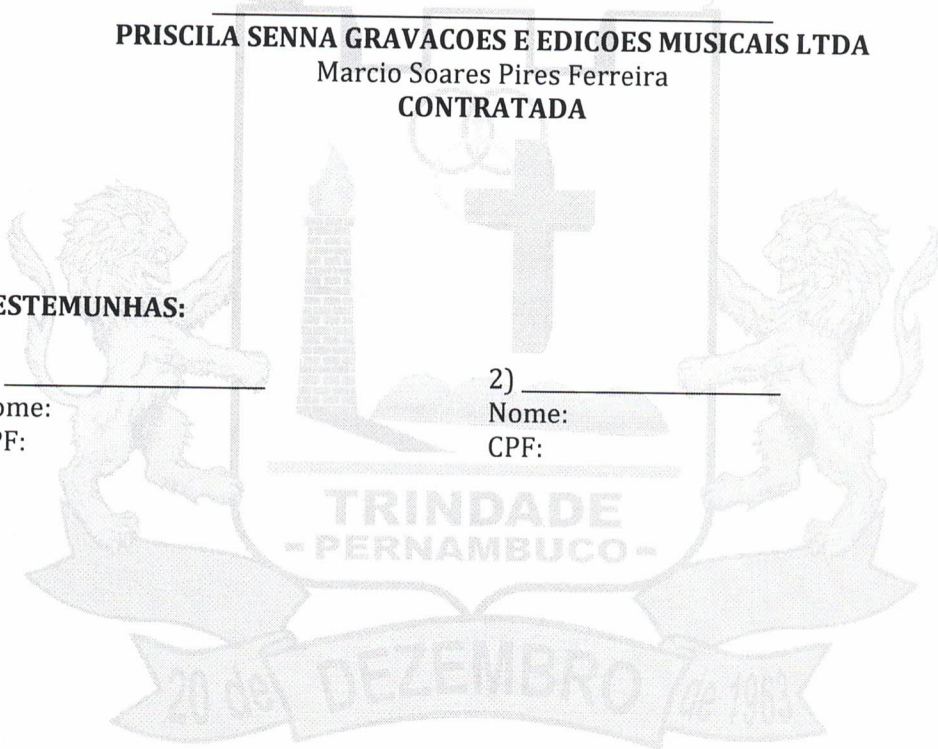 PRISCILA SENNA GRAVACOES E EDICOES MUSICAIS LTDA
Marcio Soares Pires Ferreira
CONTRATADA
ESTEMUNHAS:
2)
ome:
Nome:
PF:
CPF:
TRINDADE
- PERNAMBUCO -
20 de DEZEMBRO de 1963